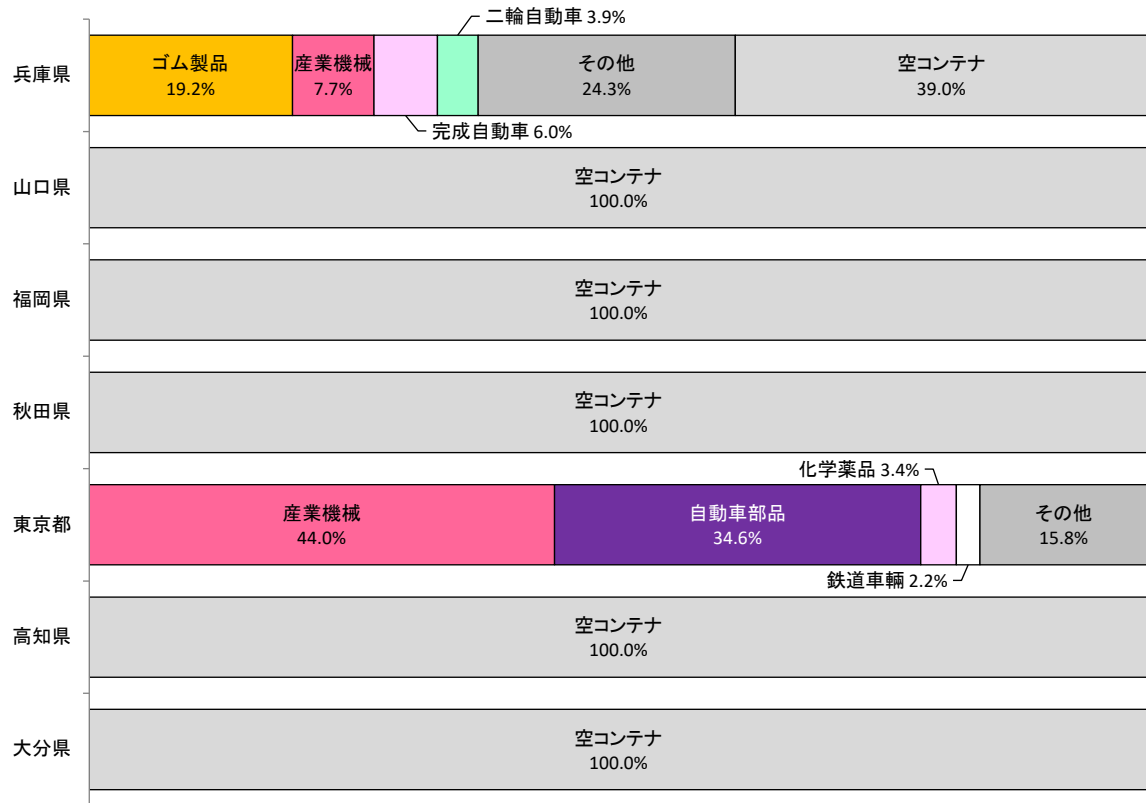 二輪自動車 3.9%
兵庫県
ゴム製品
19.2%
産業機械
7.7%
その他
24.3%
空コンテナ
39.0%
完成自動車 6.0%
山口県
空コンテナ
100.0%
福岡県
空コンテナ
100.0%
秋田県
空コンテナ
100.0%
化学薬品 3.4%
東京都
産業機械
44.0%
自動車部品
34.6%
その他
15.8%
鉄道車輌 2.2%
高知県
空コンテナ
100.0%
大分県
空コンテナ
100.0%